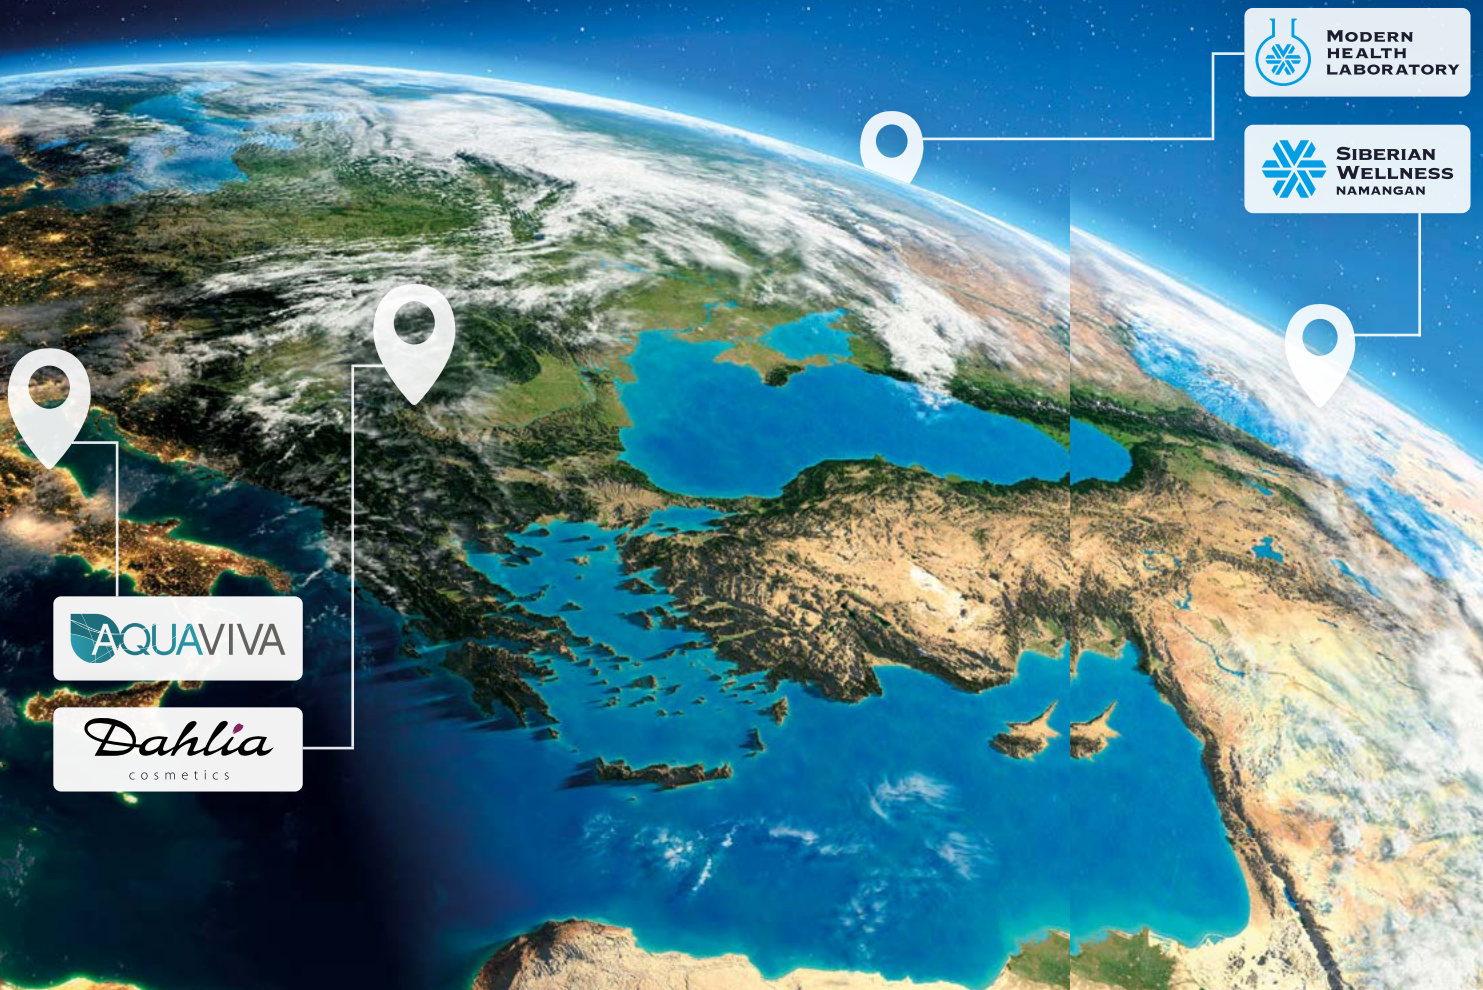 MODERN
HEALTH
LABORATORY
SIBERIAN
WELLNESS
NAMANGAN
AQUAVIVA
Dahlia
cosmetics